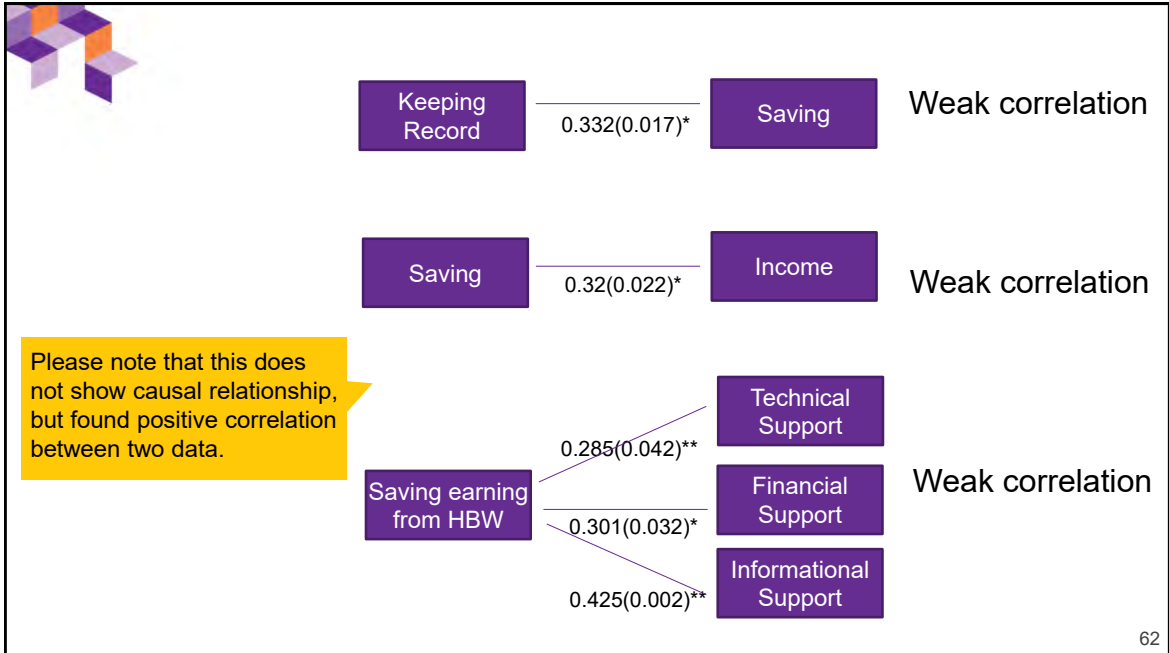 Keeping
Record
0.332(0.017)*
Saving
Weak correlation
Saving
0.32(0.022)*
Income
Weak correlation
Please note that this does
not show causal relationship,
but found positive correlation
between two data.
Saving earning
from HBW
0.285(0.042)**
Technical
Support
0.301(0.032)*
Financial
Support
Weak correlation
0.425(0.002)**
Informational
Support
62